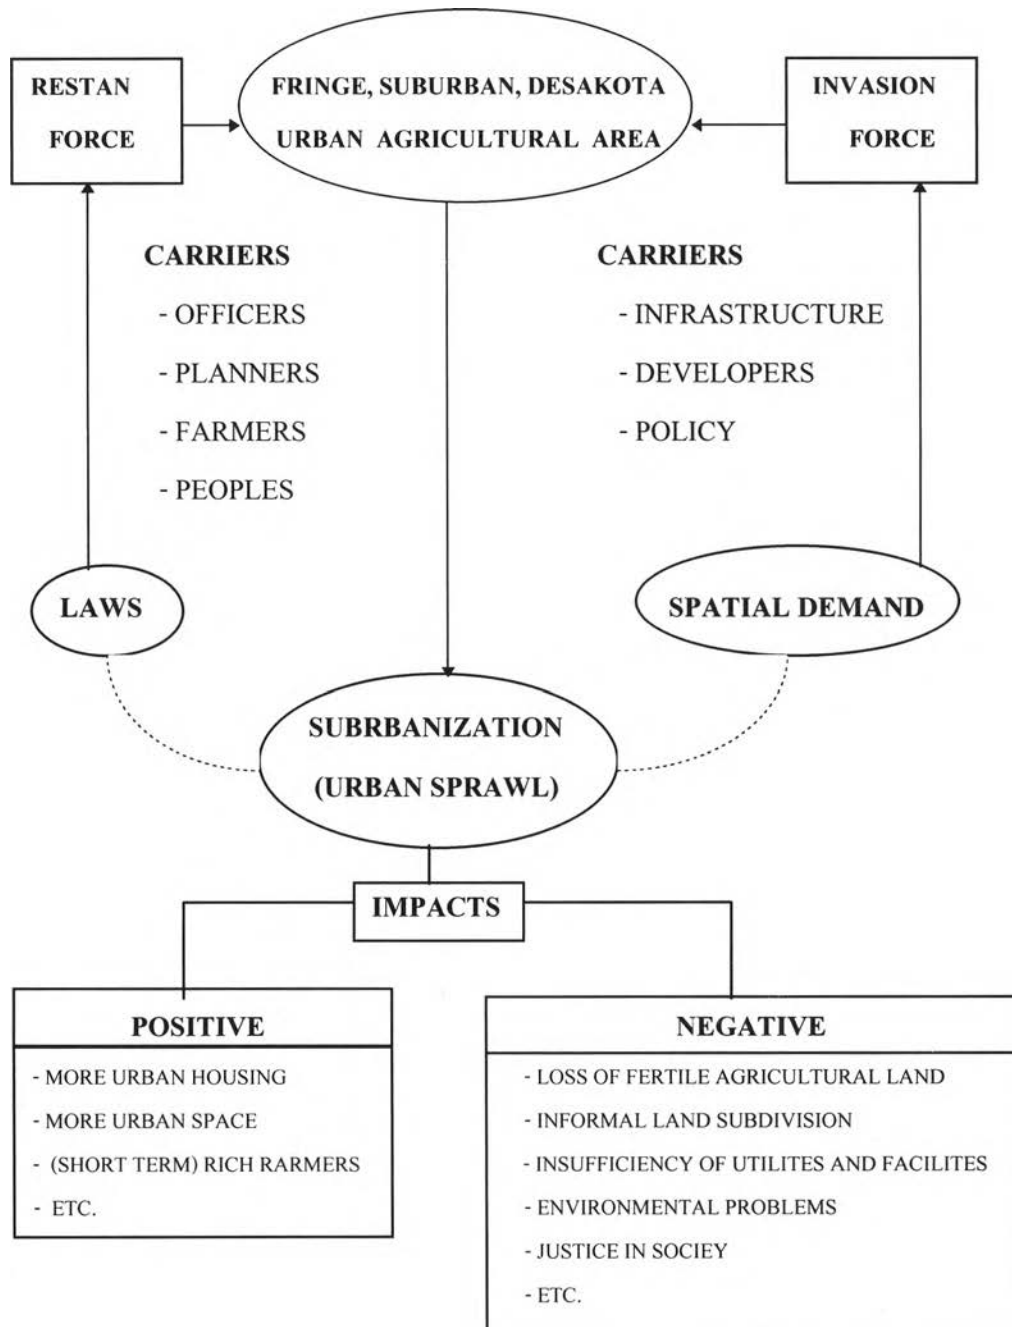 RESTAN
FORCE
FRINGE, SUBURBAN, DESAKOTA
URBAN AGRICULTURAL AREA
INVASION
FORCE
CARRIERS
- OFFICERS
- PLANNERS
- FARMERS
- PEOPLES
CARRIERS
- INFRASTRUCTURE
- DEVELOPERS
- POLICY
LAWS
SPATIAL DEMAND
SUBRBANIZATION
(URBAN SPRAWL)
IMPACTS
POSITIVE
- MORE URBAN HOUSING
- MORE URBAN SPACE
- (SHORT TERM) RICH RARMERS
- ETC.
NEGATIVE
- LOSS OF FERTILE AGRICULTURAL LAND
- INFORMAL LAND SUBDIVISION
- INSUFFICIENCY OF UTILITES AND FACILITES
- ENVIRONMENTAL PROBLEMS
- JUSTICE IN SOCIEY
- ETC.